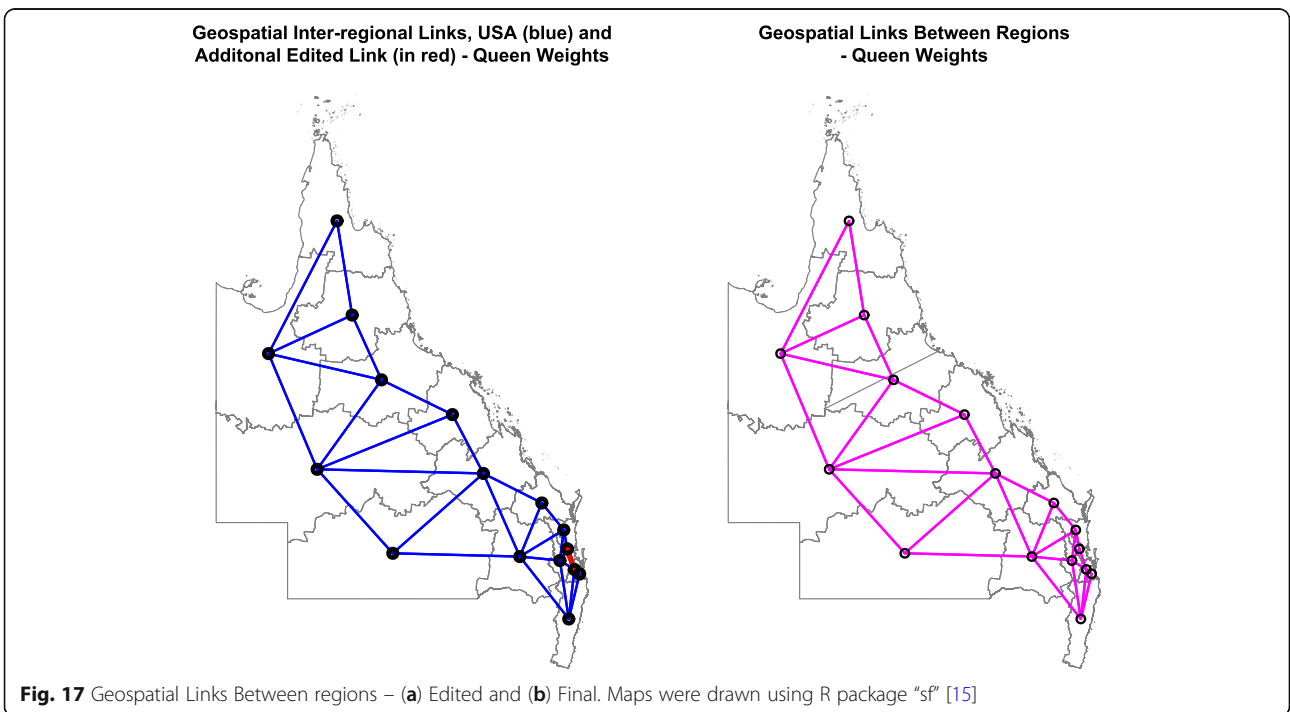 Geospatial Inter-regional Links, USA (blue) and
Additonal Edited Link (in red) - Queen Weights
Geospatial Links Between Regions
- Queen Weights
Fig. 17 Geospatial Links Between regions – (a) Edited and (b) Final. Maps were drawn using R package “sf” [15]